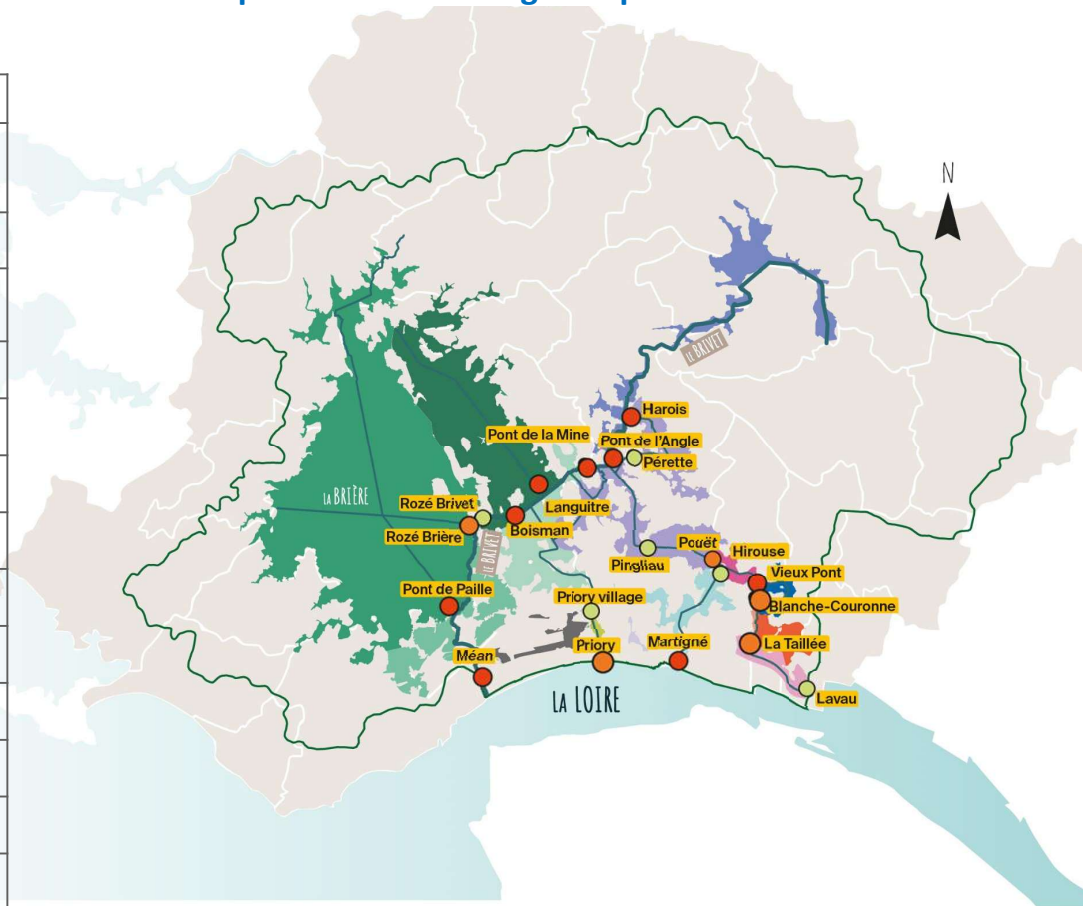 N
LE BRIVET
Harois
Pont de la Mine
Pont de l'Angle
Pérette
LA BRIÈRE
Rozé Brivet
Languitre
Rozé Brière
Boisman
LE BRIVET
Pingliau
Pouët
Hirouse
Vieux Pont
Pont de Paille
Priory village
Blanche-Couronne
Méan
Priory
Martigné
La Taillée
Lavau
LA LOIRE